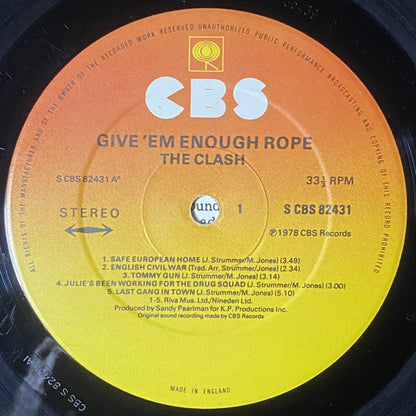 ALL RIGHTS OF THE MANUFACTURER AND OF THE OWNER OF THE RECORDED WORK RESERVED UNAUTHORIZED PUBLIC PERFORMANCE BROADCASTING AND COPYING OF THIS RECORD PROHIBITED
CBS
GIVE 'EM ENOUGH ROPE
THE CLASH
S CBS 82431 A°
33⅓ RPM
STEREO
1
S CBS 82431
℗1978 CBS Records
1. SAFE EUROPEAN HOME (J. Strummer/M. Jones) (3.49)
2. ENGLISH CIVIL WAR (Trad. Arr. Strummer/Jones) (2.34)
3. TOMMY GUN (J. Strummer/M. Jones) (3.14)
4. JULIE'S BEEN WORKING FOR THE DRUG SQUAD (J. Strummer/M. Jones) (3.00)
5. LAST GANG IN TOWN (J. Strummer/M. Jones) (5.10)
1-5. Riva Mus. Ltd./Nineden Ltd.
Produced by Sandy Pearlman for K.P. Productions Inc.
Original sound recording made by CBS Records
MADE IN ENGLAND